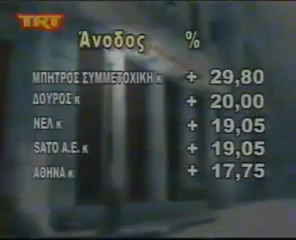 TRT
Άνοδος %
ΜΠΗΤΡΟΣ ΣΥΜΜΕΤΟΧΙΚΗ κ + 29,80
ΔΟΥΡΟΣ κ + 20,00
ΝΕΛ κ + 19,05
SATO A.E. κ + 19,05
ΑΘΗΝΑ κ + 17,75